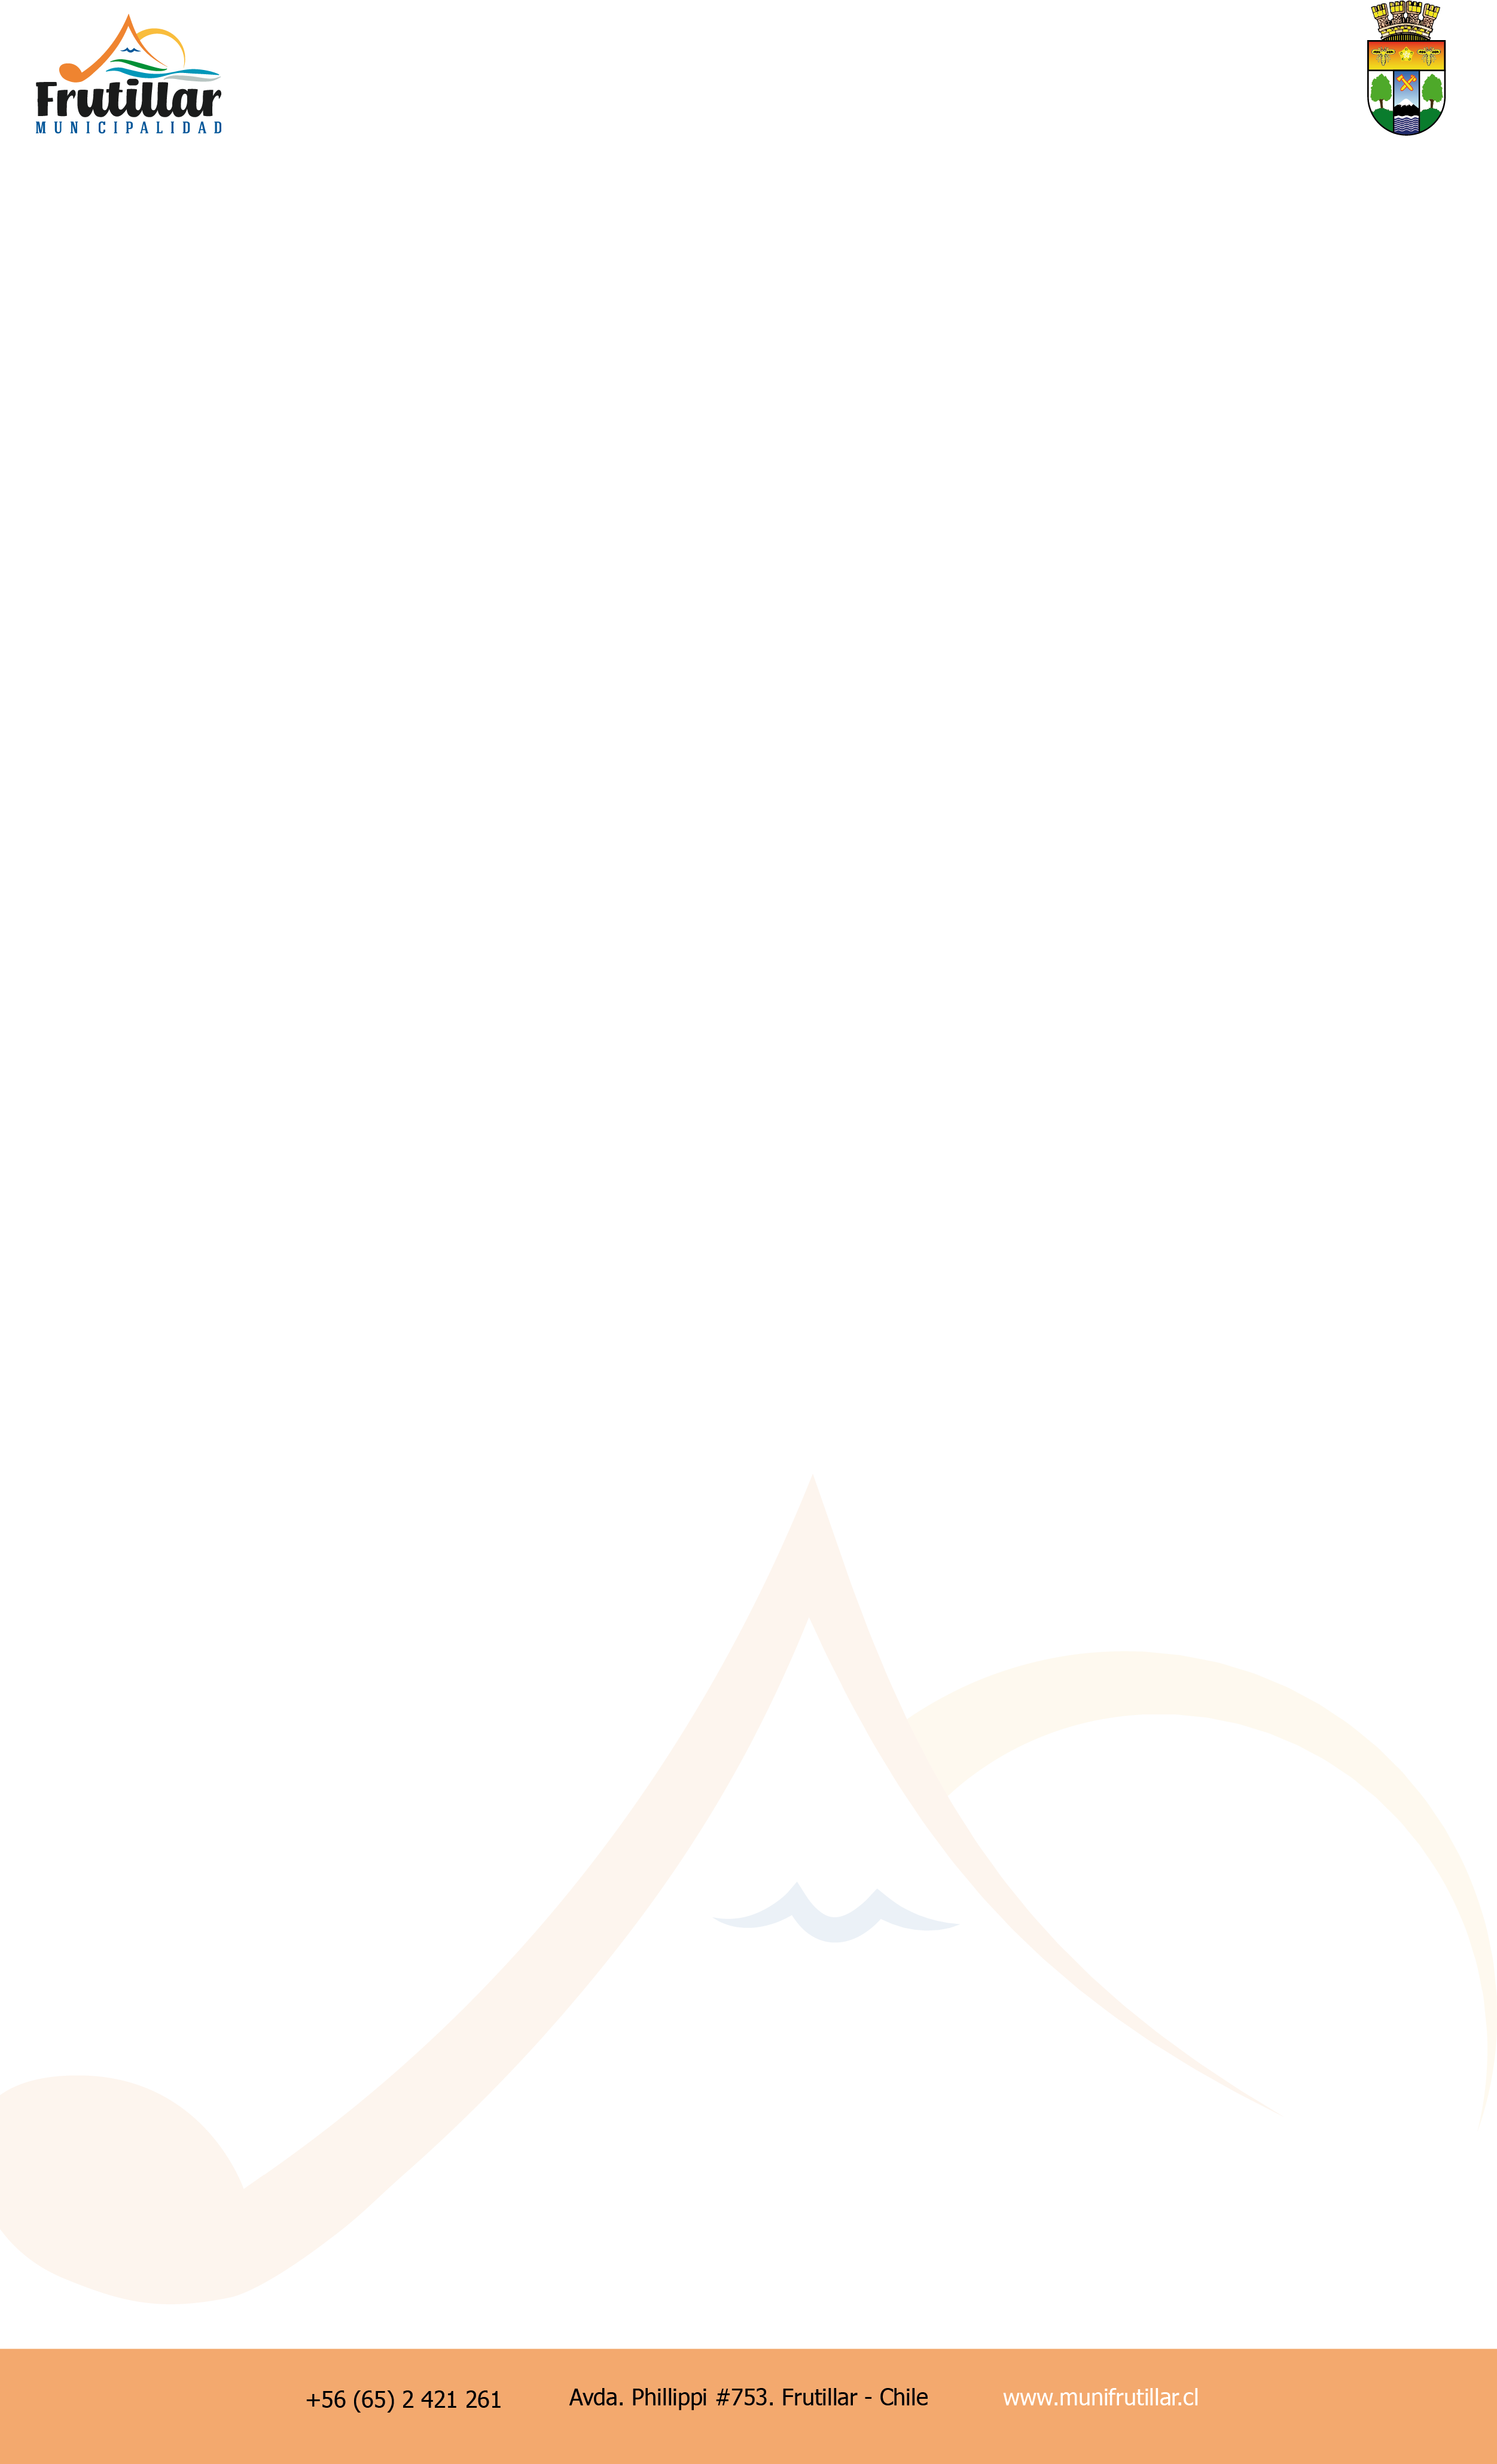 Frutillar
MUNICIPALIDAD
+56 (65) 2 421 261
Avda. Phillippi #753. Frutillar - Chile
www.munifrutillar.cl